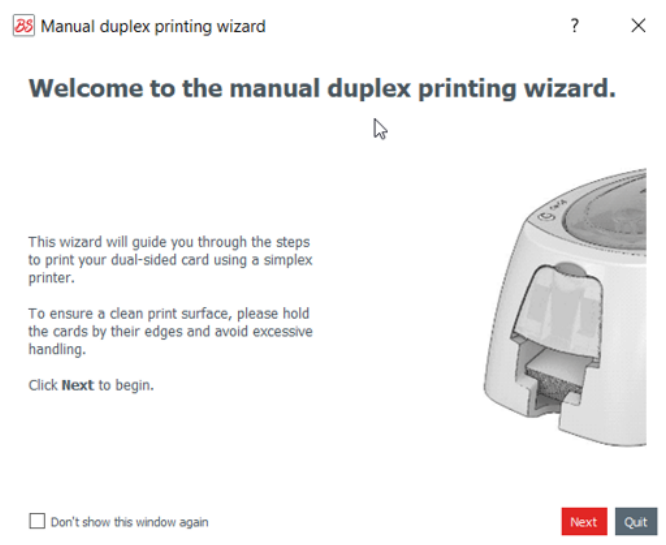 BS Manual duplex printing wizard ?
Welcome to the manual duplex printing wizard.
This wizard will guide you through the steps
to print your dual-sided card using a simplex
printer.
To ensure a clean print surface, please hold
the cards by their edges and avoid excessive
handling.
Click Next to begin.
Don't show this window again
Next Quit